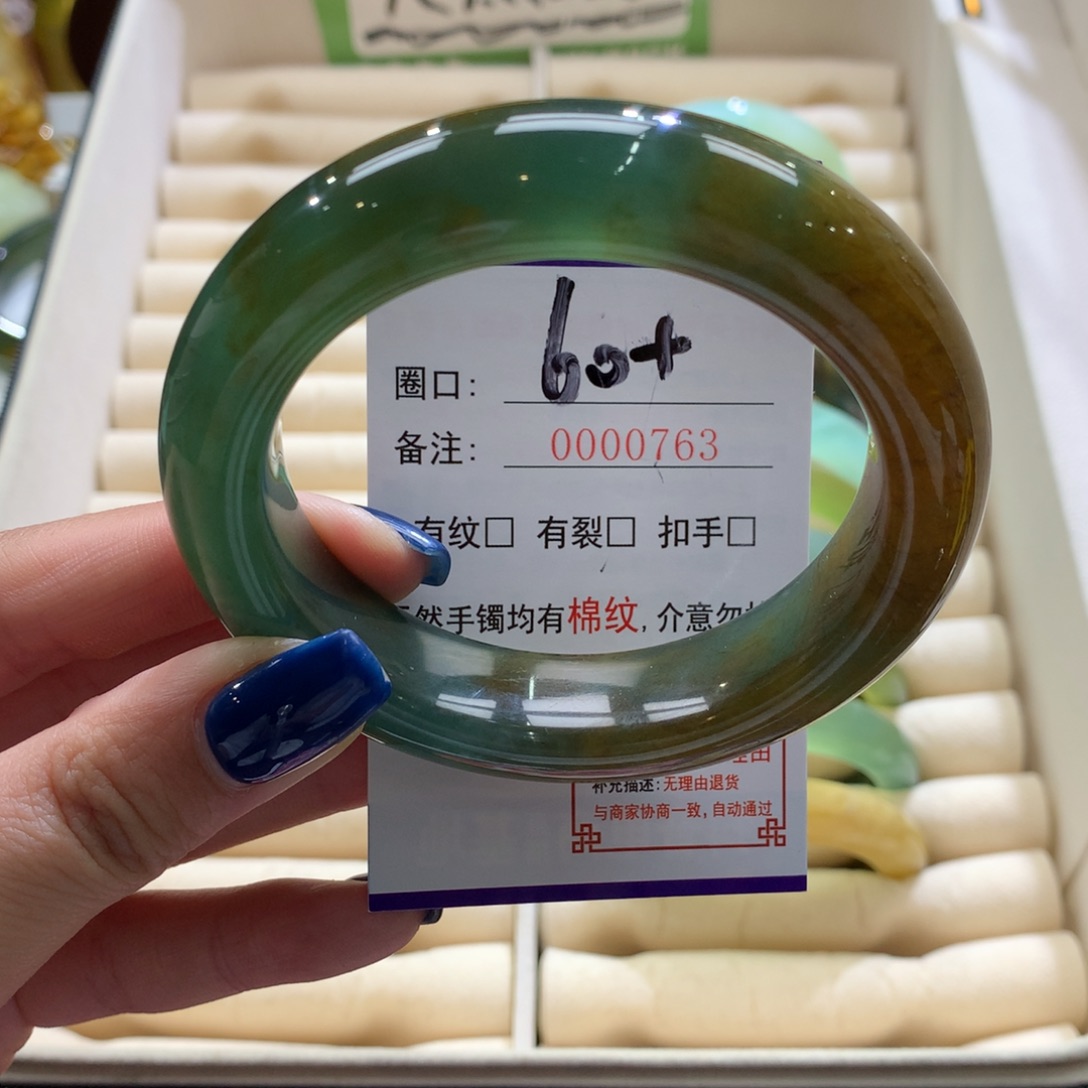 圈口: 60+
备注: 0000763
有纹□ 有裂□ 扣手□
然手镯均有棉纹, 介意勿
理由
补充描述: 无理由退货
与商家协商一致, 自动通过